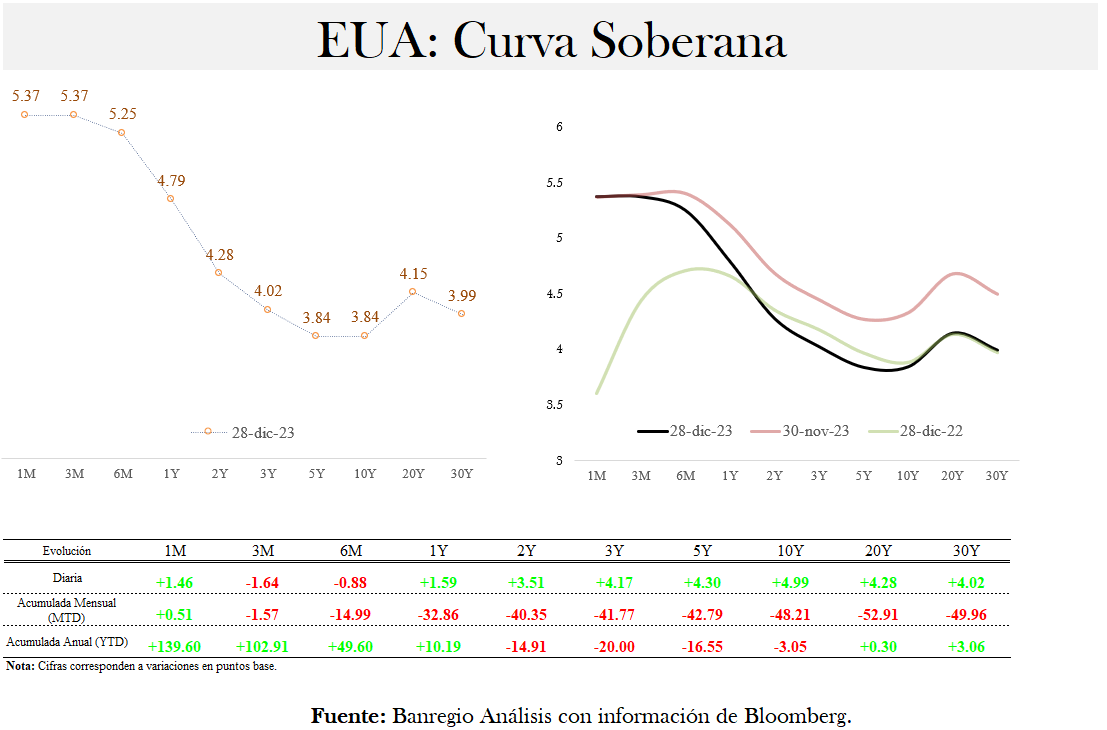 EUA: Curva Soberana
5.37
5.37
5.25
4.79
4.28
4.02
3.84
3.84
4.15
3.99
28-dic-23
1M 3M 6M 1Y 2Y 3Y 5Y 10Y 20Y 30Y
6
5.5
5
4.5
4
3.5
3
28-dic-23 30-nov-23 28-dic-22
1M 3M 6M 1Y 2Y 3Y 5Y 10Y 20Y 30Y
Evolución 1M 3M 6M 1Y 2Y 3Y 5Y 10Y 20Y 30Y
Diaria +1.46 -1.64 -0.88 +1.59 +3.51 +4.17 +4.30 +4.99 +4.28 +4.02
Acumulada Mensual
(MTD) +0.51 -1.57 -14.99 -32.86 -40.35 -41.77 -42.79 -48.21 -52.91 -49.96
Acumulada Anual (YTD) +139.60 +102.91 +49.60 +10.19 -14.91 -20.00 -16.55 -3.05 +0.30 +3.06
Nota: Cifras corresponden a variaciones en puntos base.
Fuente: Banregio Análisis con información de Bloomberg.